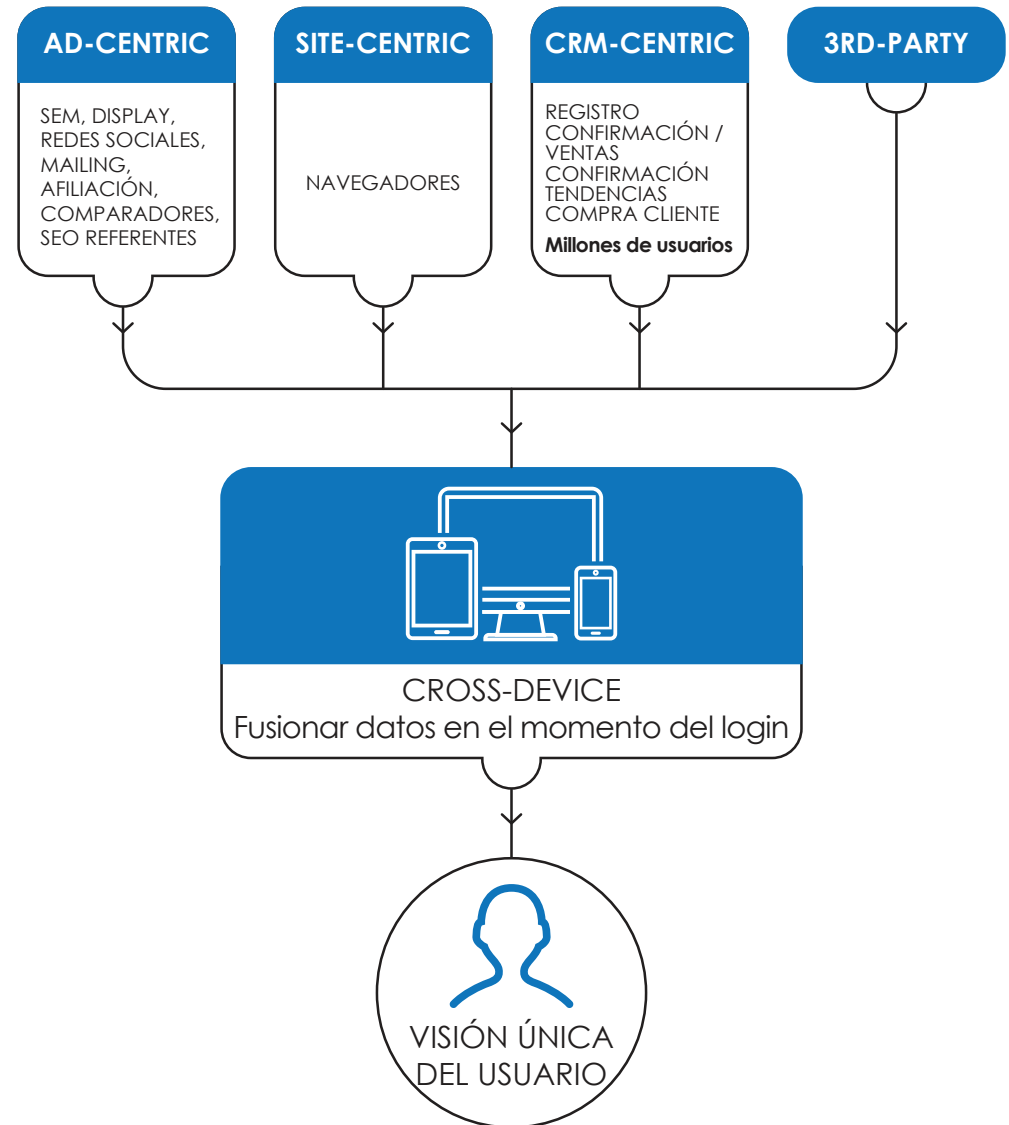 AD-CENTRIC
SEM, DISPLAY,
REDES SOCIALES,
MAILING,
AFILIACIÓN,
COMPARADORES,
SEO REFERENTES
SITE-CENTRIC
NAVEGADORES
CRM-CENTRIC
REGISTRO
CONFIRMACIÓN /
VENTAS
CONFIRMACIÓN
TENDENCIAS
COMPRA CLIENTE
Millones de usuarios
3RD-PARTY
CROSS-DEVICE
Fusionar datos en el momento del login
VISIÓN ÚNICA
DEL USUARIO